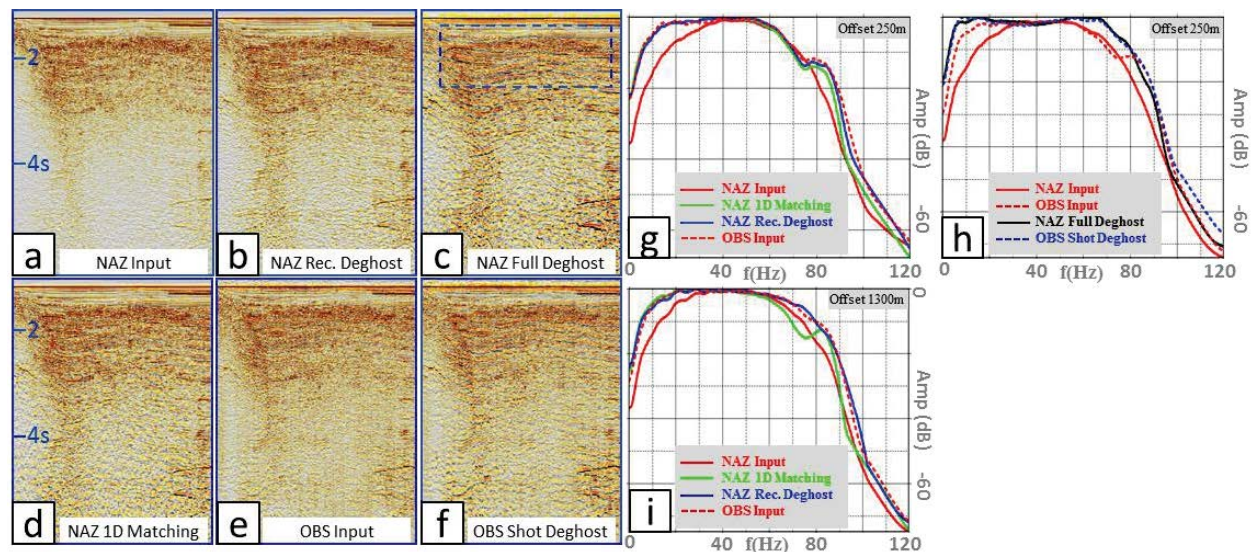 2
4s
a
NAZ Input
b
NAZ Rec. Deghost
c
NAZ Full Deghost
2
4s
d
NAZ 1D Matching
e
OBS Input
f
OBS Shot Deghost
Offset 250m
NAZ Input
NAZ 1D Matching
NAZ Rec. Deghost
OBS Input
g
Amp (dB)
-60
0 f(Hz) 40 80 120
Offset 250m
NAZ Input
OBS Input
NAZ Full Deghost
OBS Shot Deghost
h
Amp (dB)
-60
0 f(Hz) 40 80 120
Offset 1300m
0
NAZ Input
NAZ 1D Matching
NAZ Rec. Deghost
OBS Input
i
Amp (dB)
-60
0 40 f(Hz) 80 120